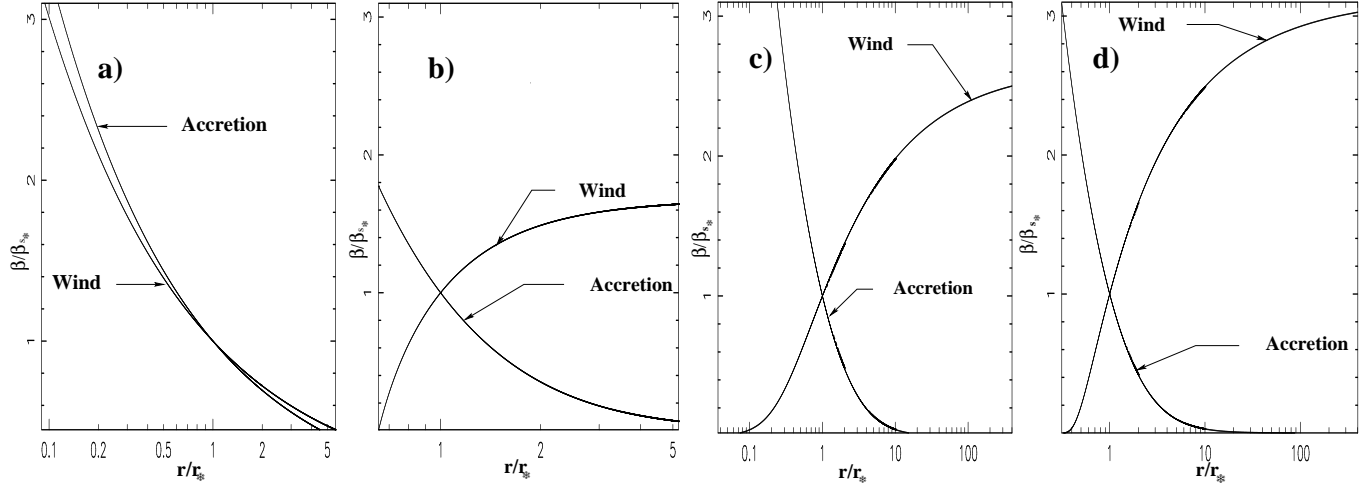 a)
Accretion
Wind
β/βs*
1
2
3
0.1 0.2 0.5 1 2 5
r/r*
b)
Wind
Accretion
β/βs*
1
2
3
1 2 5
r/r*
c)
Wind
Accretion
β/βs*
1
2
3
0.1 1 10 100
r/r*
d)
Wind
Accretion
β/βs*
1
2
3
1 10 100
r/r*